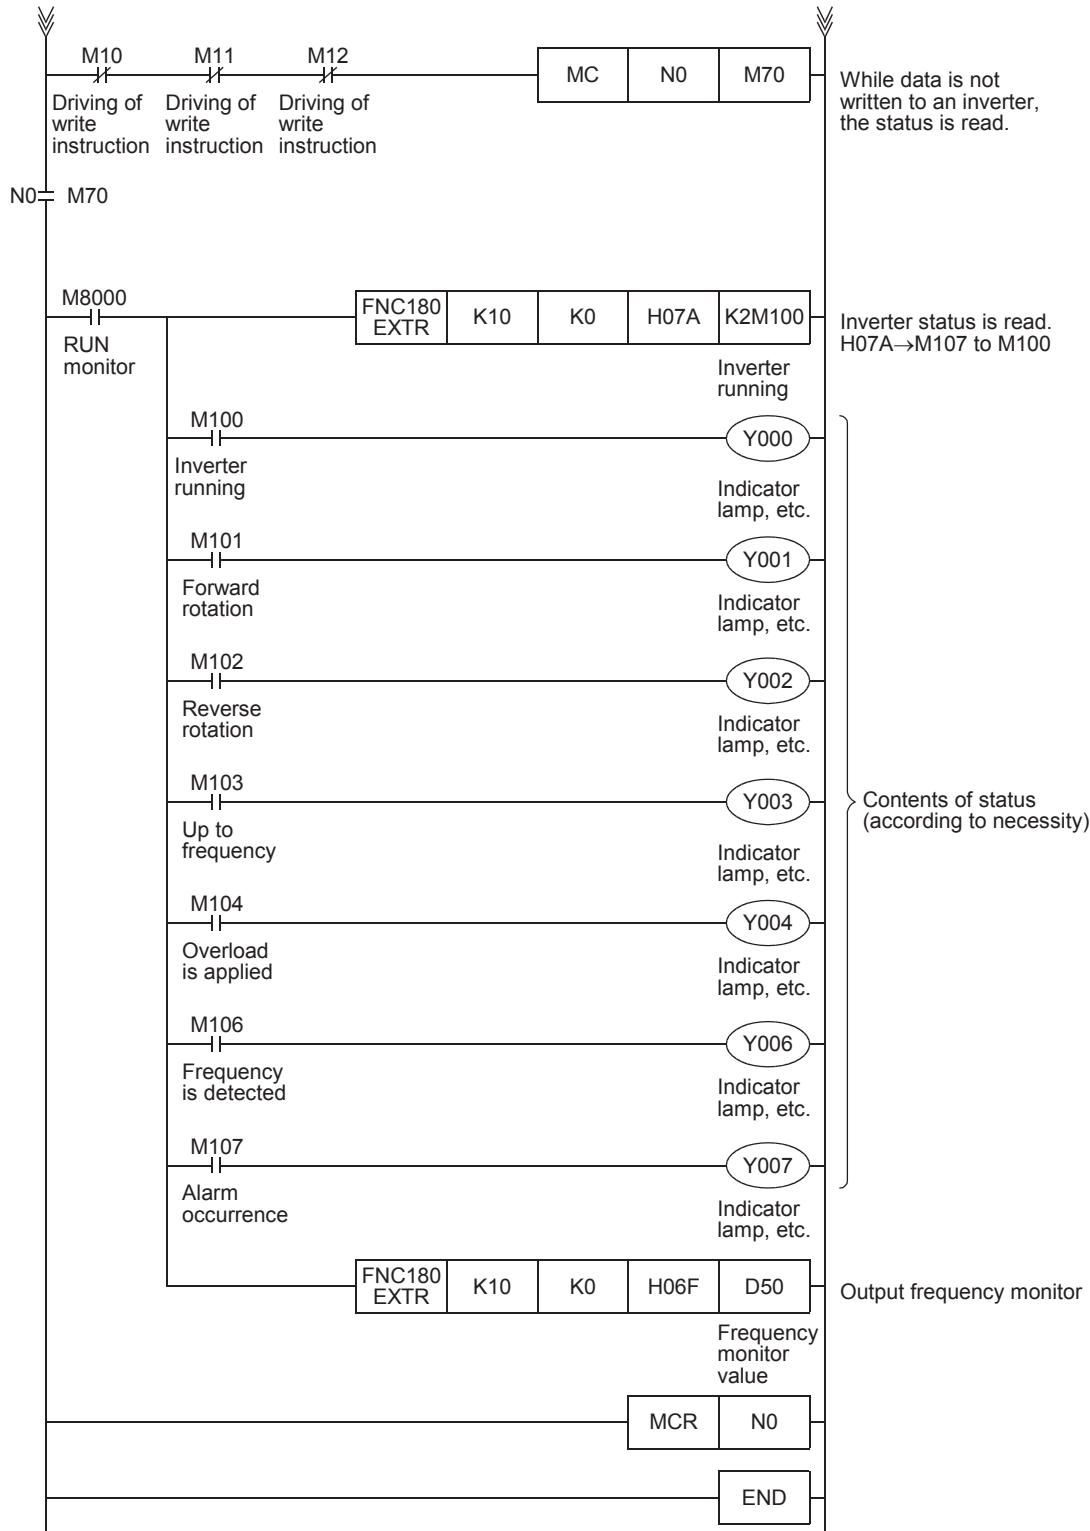 M10 M11 M12
MC N0 M70
Driving of write instruction
Driving of write instruction
Driving of write instruction
While data is not
written to an inverter,
the status is read.
N0 M70
M8000
RUN
monitor
FNC180
EXTR
K10 K0 H07A K2M100
Inverter status is read.
H07A→M107 to M100
Inverter
running
M100
Inverter
running
Y000
Indicator
lamp, etc.
M101
Forward
rotation
Y001
Indicator
lamp, etc.
M102
Reverse
rotation
Y002
Indicator
lamp, etc.
M103
Up to
frequency
Y003
Indicator
lamp, etc.
Contents of status
(according to necessity)
M104
Overload
is applied
Y004
Indicator
lamp, etc.
M106
Frequency
is detected
Y006
Indicator
lamp, etc.
M107
Alarm
occurrence
Y007
Indicator
lamp, etc.
FNC180
EXTR
K10 K0 H06F D50
Output frequency monitor
Frequency
monitor
value
MCR N0
END